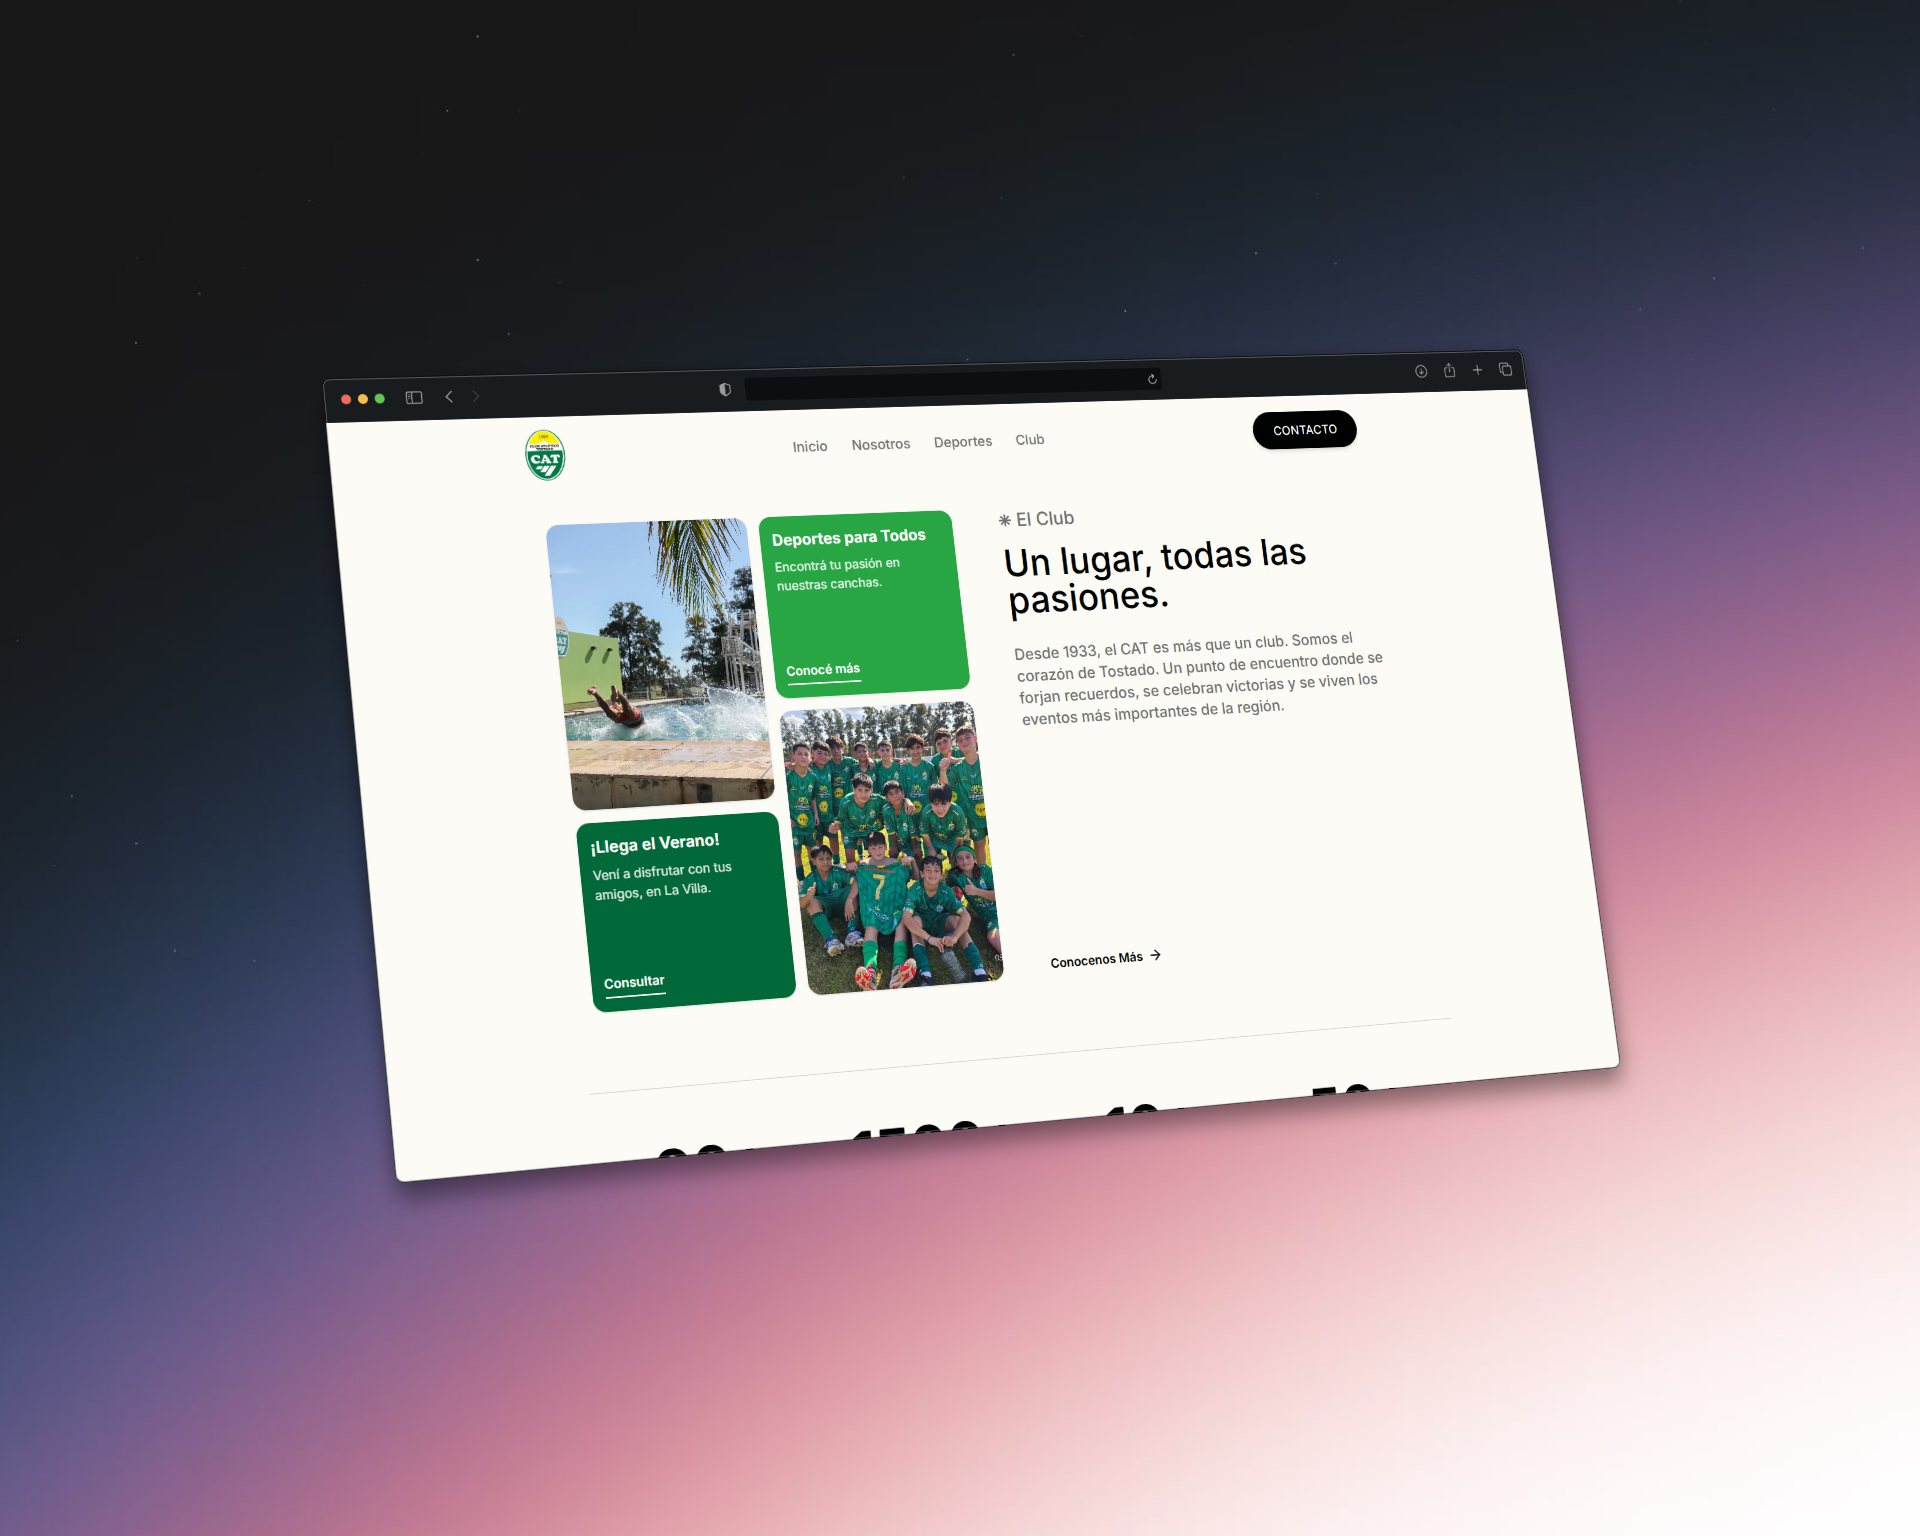 CAT
Inicio
Nosotros
Deportes
Club
CONTACTO
Deportes para Todos
Encontrá tu pasión en
nuestras canchas.
Conocé más
¡Llega el Verano!
Vení a disfrutar con tus
amigos, en La Villa.
Consultar
CAT
7
El Club
Un lugar, todas las
pasiones.
Desde 1933, el CAT es más que un club. Somos el
corazón de Tostado. Un punto de encuentro donde se
forjan recuerdos, se celebran victorias y se viven los
eventos más importantes de la región.
Conocenos Más →